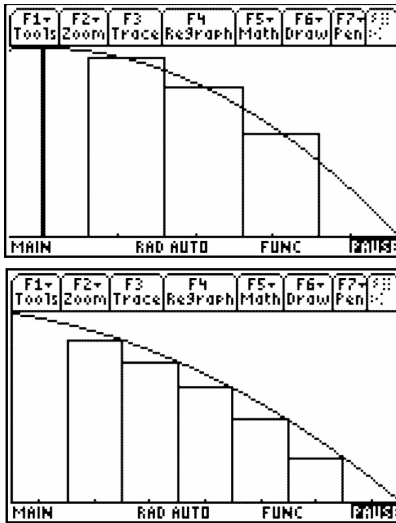 F1▾ F2▾ F3 F4 F5▾ F6▾ F7▾
Tools Zoom Trace ReGraph Math Draw Pen
MAIN RAD AUTO FUNC PAUSE
F1▾ F2▾ F3 F4 F5▾ F6▾ F7▾
Tools Zoom Trace ReGraph Math Draw Pen
MAIN RAD AUTO FUNC PAUSE